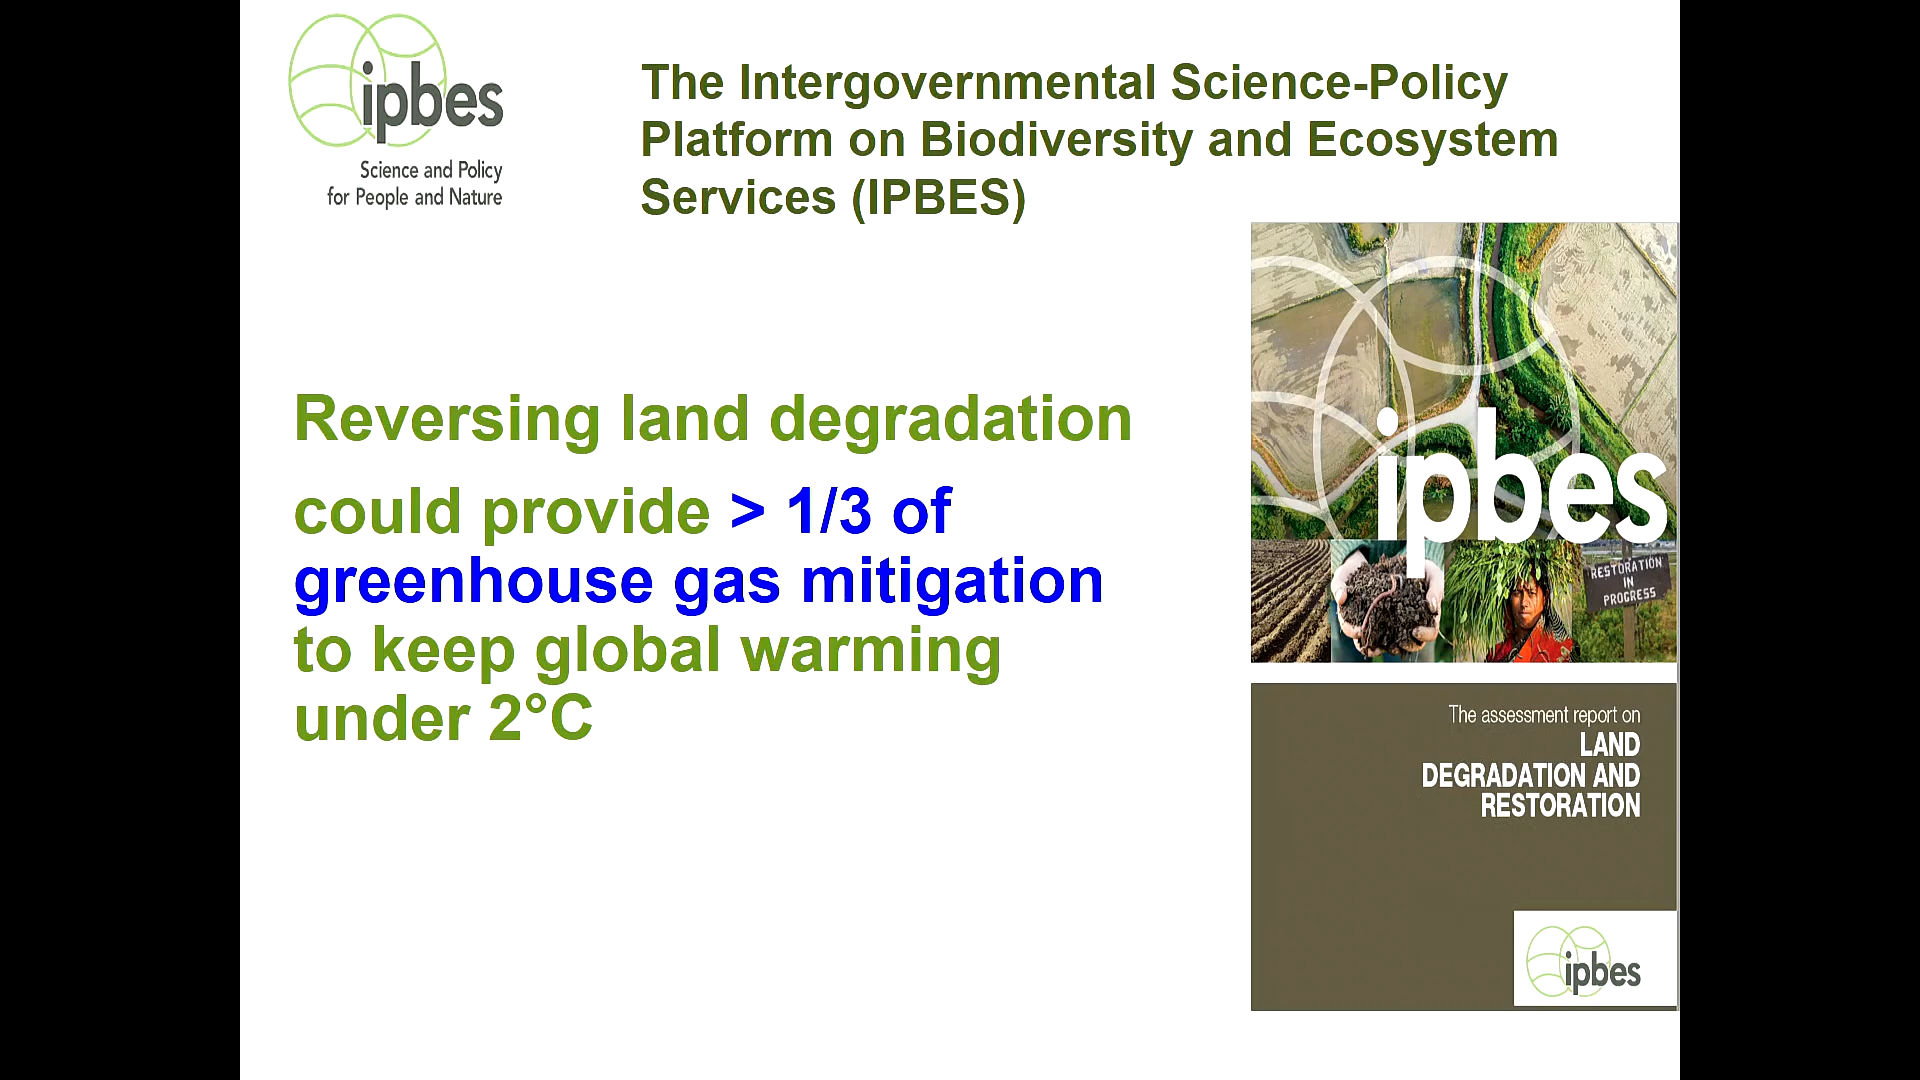 ipbes
Science and Policy
for People and Nature
The Intergovernmental Science-Policy
Platform on Biodiversity and Ecosystem
Services (IPBES)
Reversing land degradation
could provide > 1/3 of
greenhouse gas mitigation
to keep global warming
under 2°C
ipbes
RESTORATION
IN
PROGRESS
The assessment report on
LAND
DEGRADATION AND
RESTORATION
ipbes